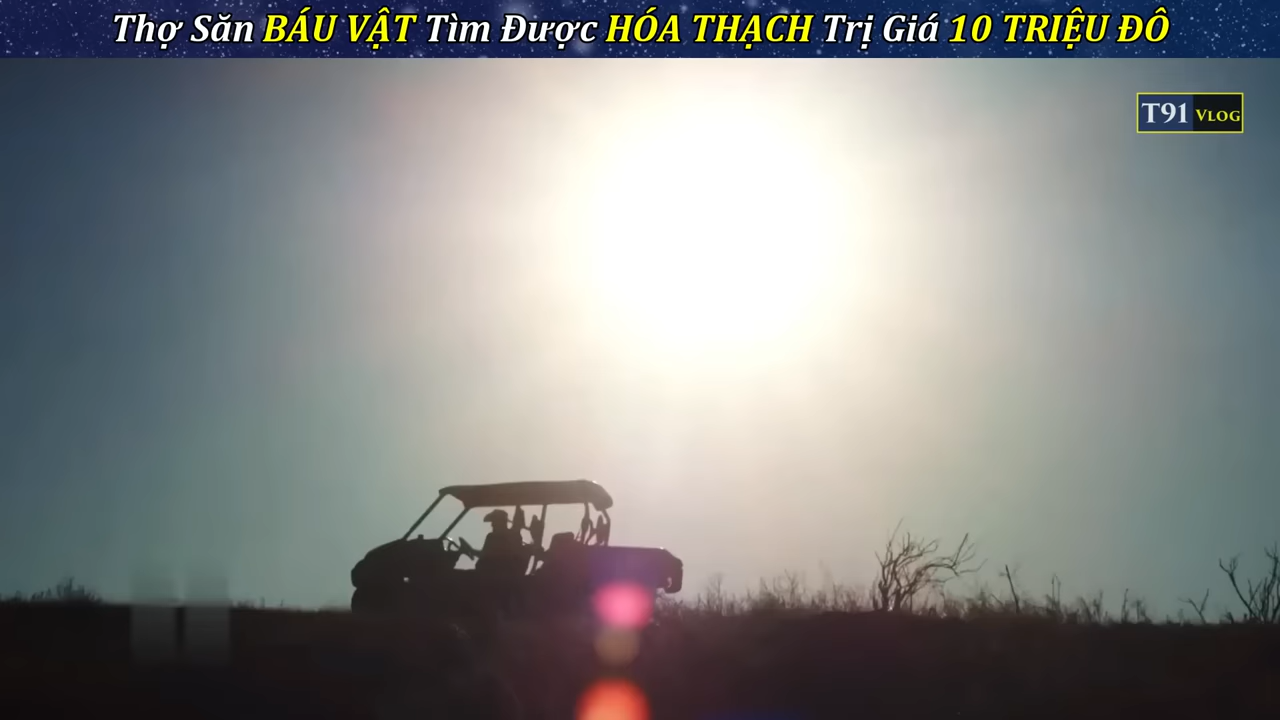 Thợ Săn BÁU VẬT Tìm Được HÓA THẠCH Trị Giá 10 TRIỆU ĐÔ
T91 Vlog